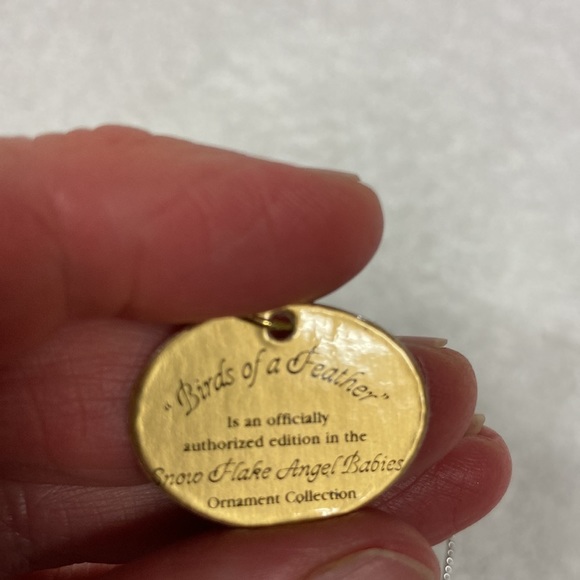 "Birds of a Feather"
Is an officially
authorized edition in the
Snow Flake Angel Babies
Ornament Collection